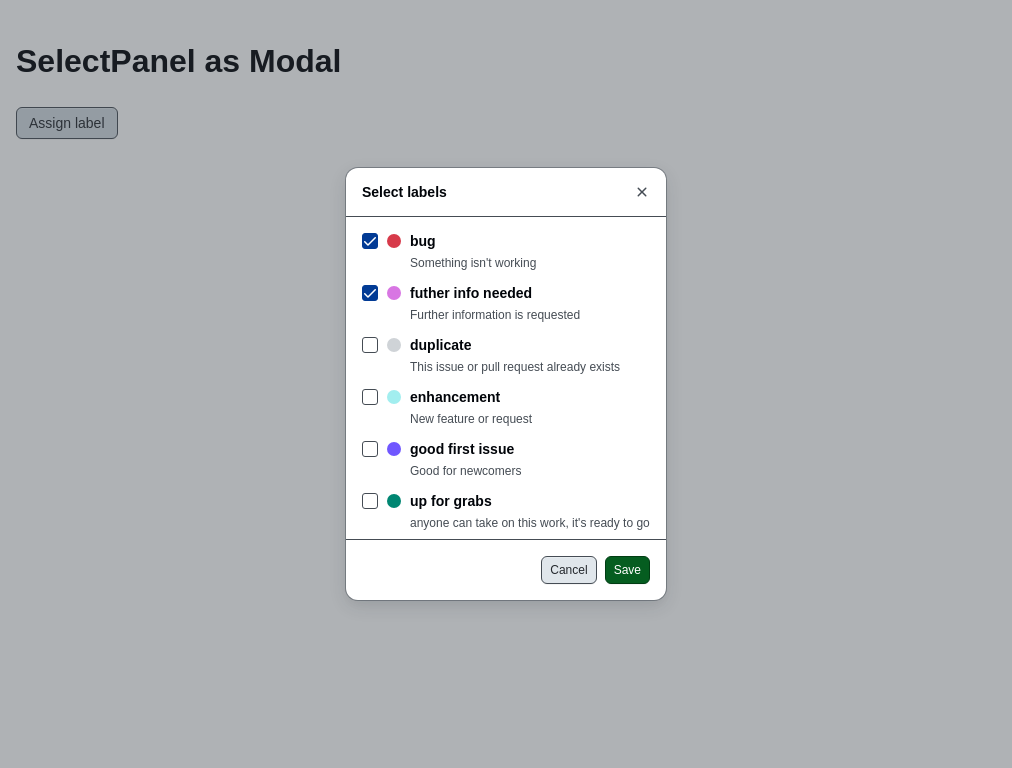 SelectPanel as Modal
Assign label
Select labels
bug
Something isn't working
futher info needed
Further information is requested
duplicate
This issue or pull request already exists
enhancement
New feature or request
good first issue
Good for newcomers
up for grabs
anyone can take on this work, it's ready to go
Cancel Save